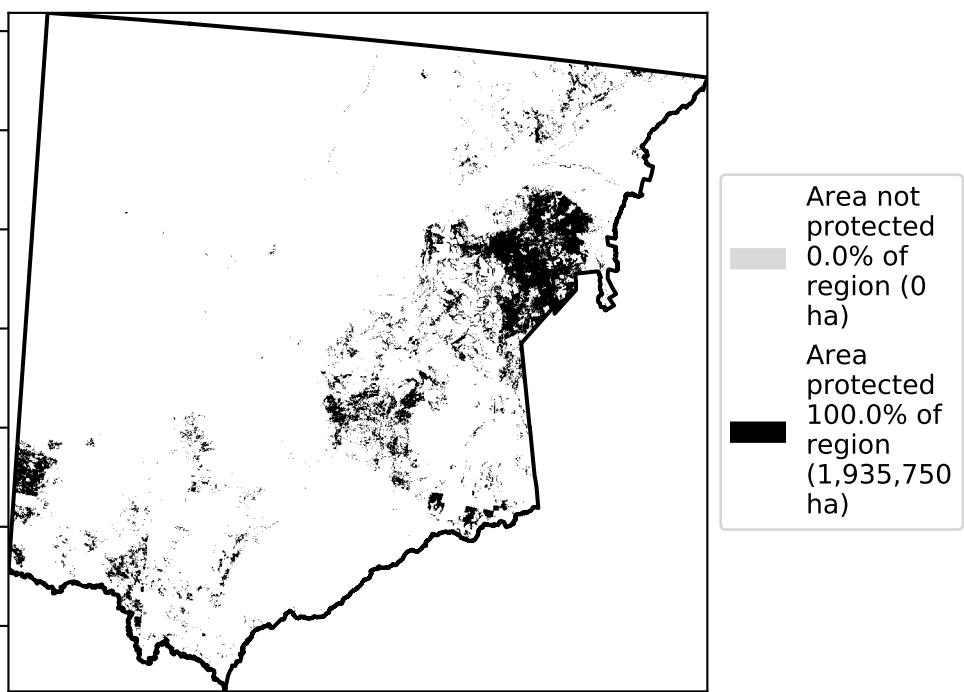 Area not
protected
0.0% of
region (0
ha)
Area
protected
100.0% of
region
(1,935,750
ha)